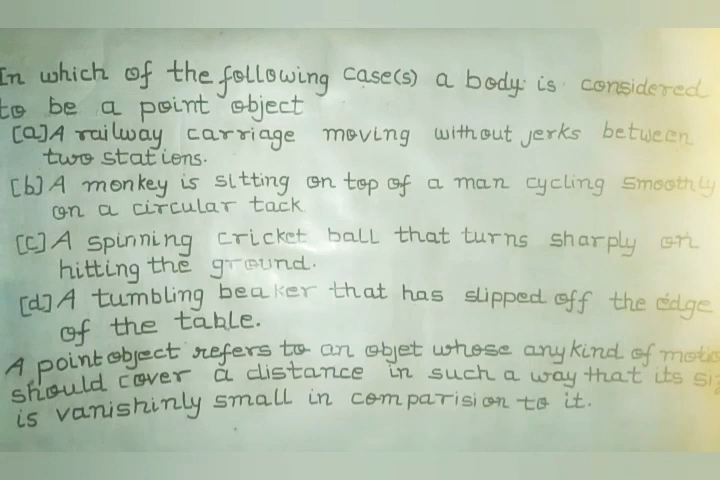 In which of the following case(s) a body is considered
to be a point object
[a] A railway carriage moving without jerks between
two stations.
[b] A monkey is sitting on top of a man cycling smoothly
on a circular tack
[c] A spinning cricket ball that turns sharply on
hitting the ground.
[d] A tumbling beaker that has slipped off the edge
of the table.
A point object refers to an objet whose any kind of motio
should cover a distance in such a way that its siz
is vanishinly small in comparision to it.